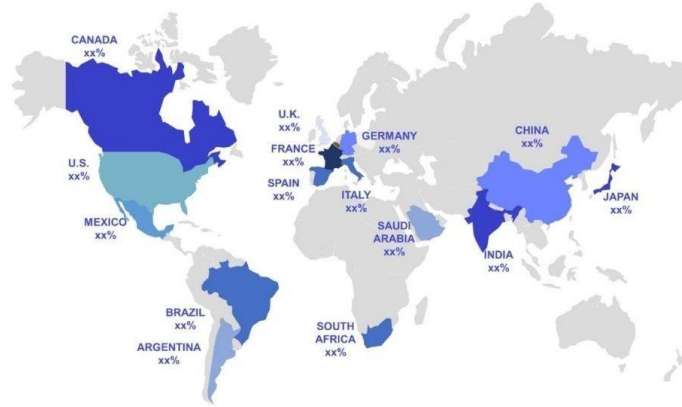 CANADA
xx%
U.K.
xx%
GERMANY
xx%
CHINA
xx%
FRANCE
xx%
U.S.
xx%
SPAIN
xx%
ITALY
xx%
JAPAN
xx%
MEXICO
xx%
SAUDI
ARABIA
xx%
INDIA
xx%
BRAZIL
xx%
SOUTH
AFRICA
xx%
ARGENTINA
xx%